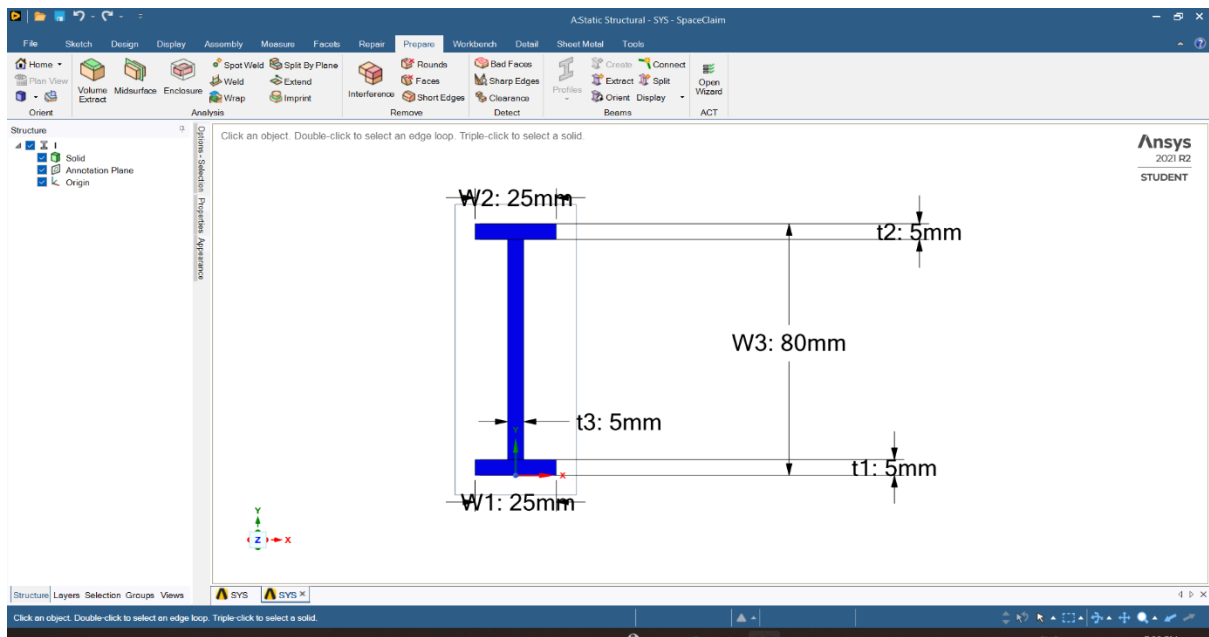 A:Static Structural - SYS - SpaceClaim
File Sketch Design Display Assembly Measure Facets Repair Prepare Workbench Detail Sheet Metal Tools
Home
Plan View
Orient
Volume Extract
Midsurface
Enclosure
Spot Weld
Split By Plane
Weld
Extend
Wrap
Imprint
Analysis
Interference
Rounds
Faces
Short Edges
Remove
Bad Faces
Sharp Edges
Clearance
Detect
Profiles
Create
Connect
Extract
Split
Orient
Display
Beams
Open Wizard
ACT
Structure
I
Solid
Annotation Plane
Origin
Options - Selection
Properties
Appearance
Click an object. Double-click to select an edge loop. Triple-click to select a solid.
Ansys
2021 R2
STUDENT
W2: 25mm
t2: 5mm
W3: 80mm
t3: 5mm
Y
X
t1: 5mm
W1: 25mm
Y
Z X
Structure Layers Selection Groups Views
SYS
SYS
Click an object. Double-click to select an edge loop. Triple-click to select a solid.